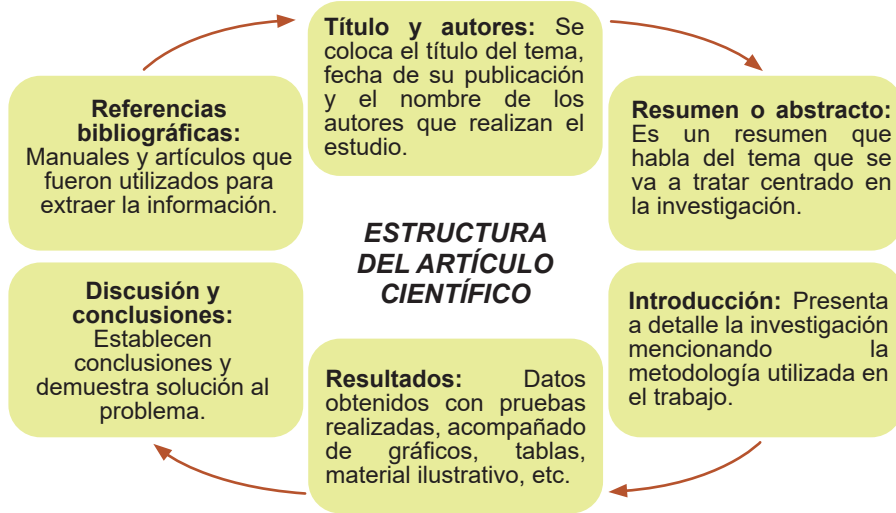 Título y autores: Se
coloca el título del tema,
fecha de su publicación
y el nombre de los
autores que realizan el
estudio.
Resumen o abstracto:
Es un resumen que
habla del tema que se
va a tratar centrado en
la investigación.
Introducción: Presenta
a detalle la investigación
mencionando la
metodología utilizada en
el trabajo.
Resultados: Datos
obtenidos con pruebas
realizadas, acompañado
de gráficos, tablas,
material ilustrativo, etc.
Discusión y
conclusiones:
Establecen
conclusiones y
demuestra solución al
problema.
Referencias
bibliográficas:
Manuales y artículos que
fueron utilizados para
extraer la información.
ESTRUCTURA
DEL ARTÍCULO
CIENTÍFICO